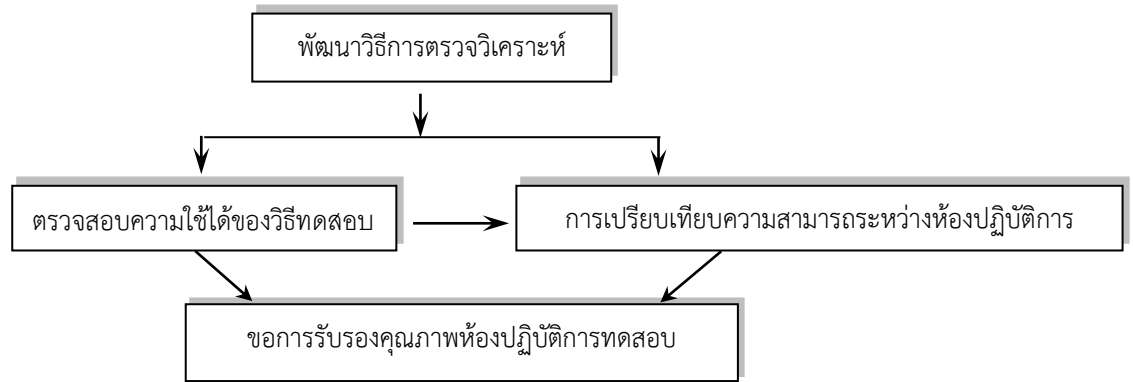 พัฒนาวิธีการตรวจวิเคราะห์
ตรวจสอบความใช้ได้ของวิธีทดสอบ
การเปรียบเทียบความสามารถระหว่างห้องปฏิบัติการ
ขอการรับรองคุณภาพห้องปฏิบัติการทดสอบ